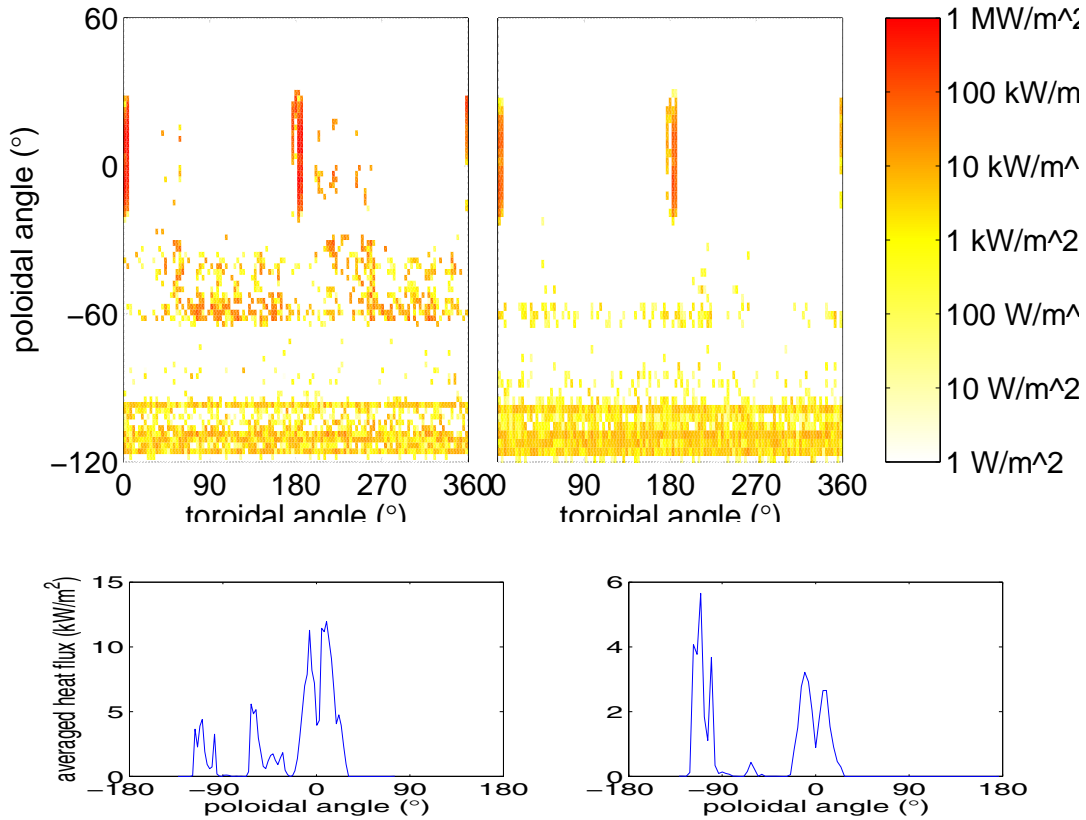 60
0
−60
−120
poloidal angle (°)
0 90 180 270 360
toroidal angle (°)
0 90 180 270 360
toroidal angle (°)
1 MW/m^2
100 kW/m^
10 kW/m^
1 kW/m^2
100 W/m^
10 W/m^2
1 W/m^2
15
10
5
0
averaged heat flux (kW/m²)
−180 −90 0 90 180
poloidal angle (°)
6
4
2
0
−180 −90 0 90 180
poloidal angle (°)